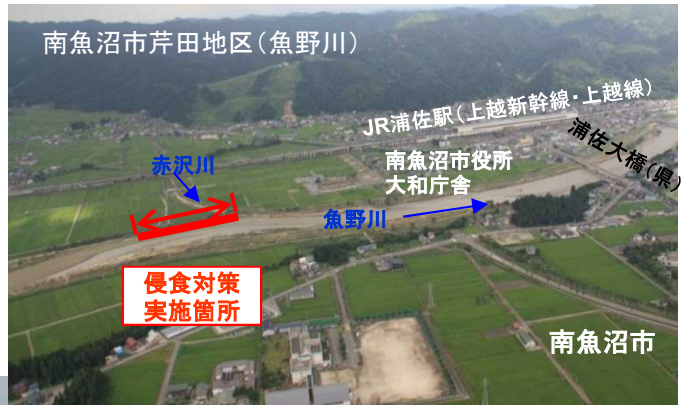 南魚沼市芹田地区（魚野川）
JR浦佐駅（上越新幹線・上越線）
浦佐大橋（県）
赤沢川
南魚沼市役所
大和庁舎
魚野川
侵食対策
実施箇所
南魚沼市